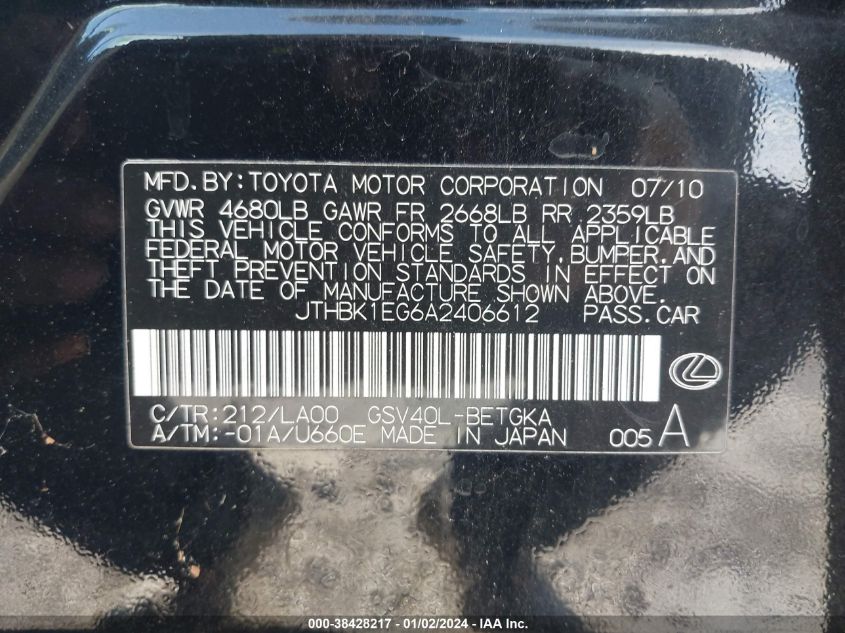 MFD.BY:TOYOTA MOTOR CORPORATION 07/10
GVWR 4680LB GAWR FR 2668LB RR 2359LB
THIS VEHICLE CONFORMS TO ALL APPLICABLE
FEDERAL MOTOR VEHICLE SAFETY,BUMPER,AND
THEFT PREVENTION STANDARDS IN EFFECT ON
THE DATE OF MANUFACTURE SHOWN ABOVE.
JTHBK1EG6A2406612 PASS.CAR
C/TR:212/LA00 GSV40L-BETGKA
A/TM:-01A/U660E MADE IN JAPAN 005 A
000-38428217 - 01/02/2024 - IAA Inc.